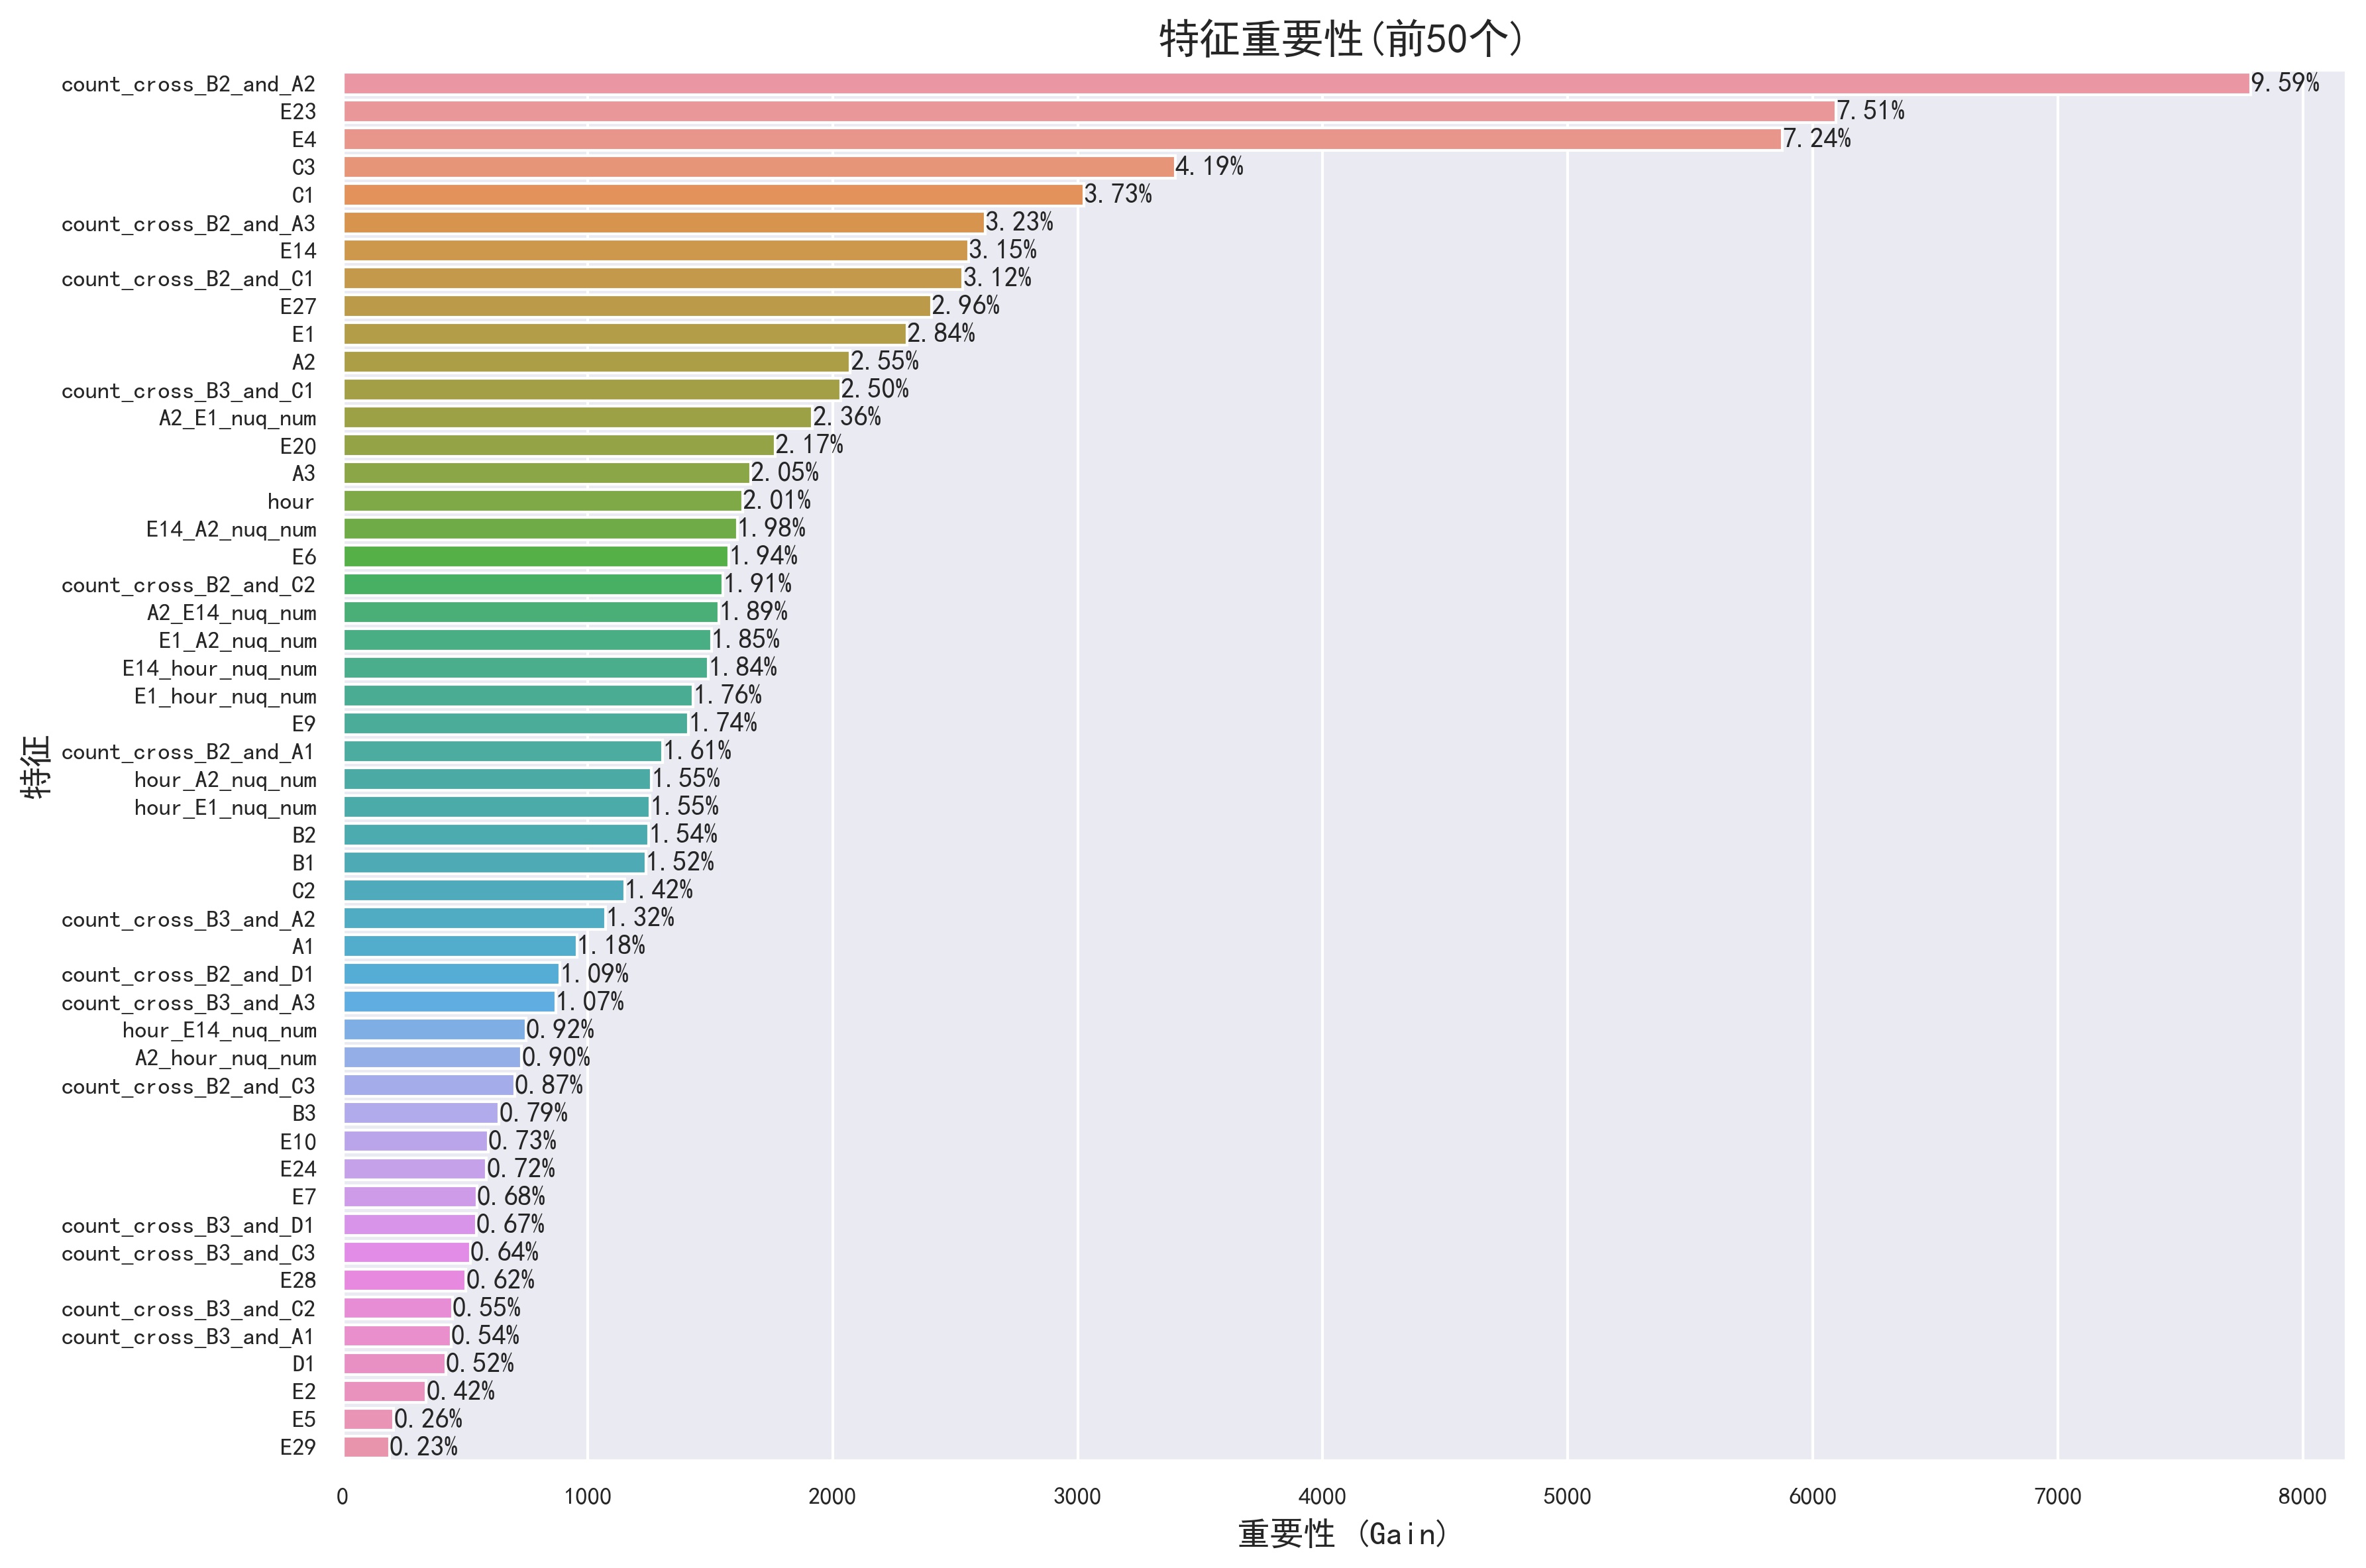 特征重要性(前50个)
count_cross_B2_and_A2 9.59%
E23 7.51%
E4 7.24%
C3 4.19%
C1 3.73%
count_cross_B2_and_A3 3.23%
E14 3.15%
count_cross_B2_and_C1 3.12%
E27 2.96%
E1 2.84%
A2 2.55%
count_cross_B3_and_C1 2.50%
A2_E1_nuq_num 2.36%
E20 2.17%
A3 2.05%
hour 2.01%
E14_A2_nuq_num 1.98%
E6 1.94%
count_cross_B2_and_C2 1.91%
A2_E14_nuq_num 1.89%
E1_A2_nuq_num 1.85%
E14_hour_nuq_num 1.84%
E1_hour_nuq_num 1.76%
E9 1.74%
count_cross_B2_and_A1 1.61%
hour_A2_nuq_num 1.55%
hour_E1_nuq_num 1.55%
B2 1.54%
B1 1.52%
C2 1.42%
count_cross_B3_and_A2 1.32%
A1 1.18%
count_cross_B2_and_D1 1.09%
count_cross_B3_and_A3 1.07%
hour_E14_nuq_num 0.92%
A2_hour_nuq_num 0.90%
count_cross_B2_and_C3 0.87%
B3 0.79%
E10 0.73%
E24 0.72%
E7 0.68%
count_cross_B3_and_D1 0.67%
count_cross_B3_and_C3 0.64%
E28 0.62%
count_cross_B3_and_C2 0.55%
count_cross_B3_and_A1 0.54%
D1 0.52%
E2 0.42%
E5 0.26%
E29 0.23%
特征
0 1000 2000 3000 4000 5000 6000 7000 8000
重要性 (Gain)